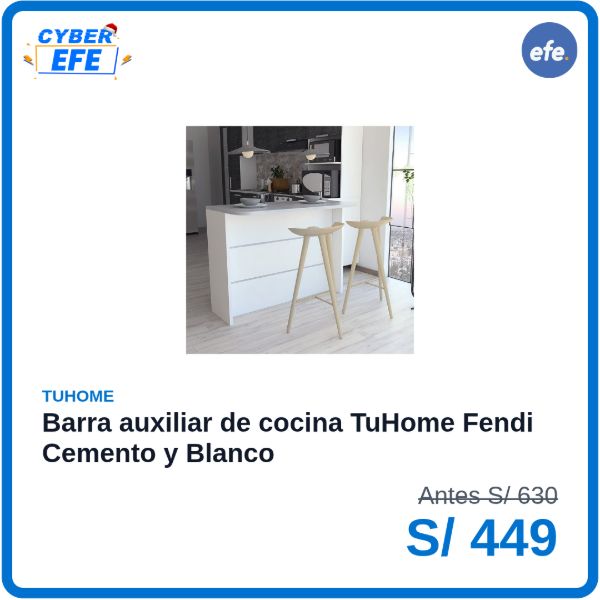 CYBER
EFE
efe.
TUHOME
Barra auxiliar de cocina TuHome Fendi
Cemento y Blanco
Antes S/ 630
S/ 449